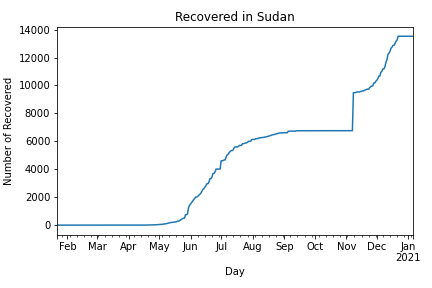 Recovered in Sudan
Number of Recovered
14000
12000
10000
8000
6000
4000
2000
0
Feb Mar Apr May Jun Jul Aug Sep Oct Nov Dec Jan
2021
Day